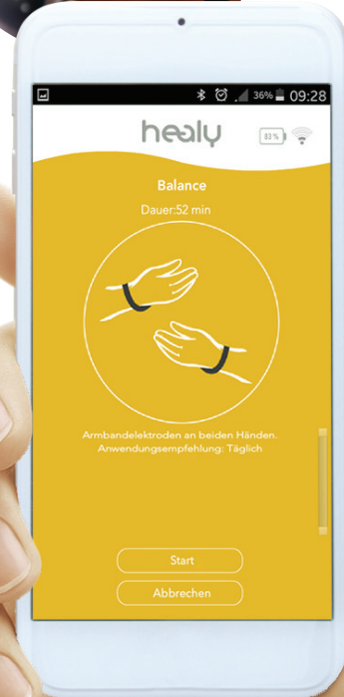 36% 09:28
healy
83 %
Balance
Dauer:52 min
Armbandelektroden an beiden Händen.
Anwendungsempfehlung: Täglich
Start
Abbrechen